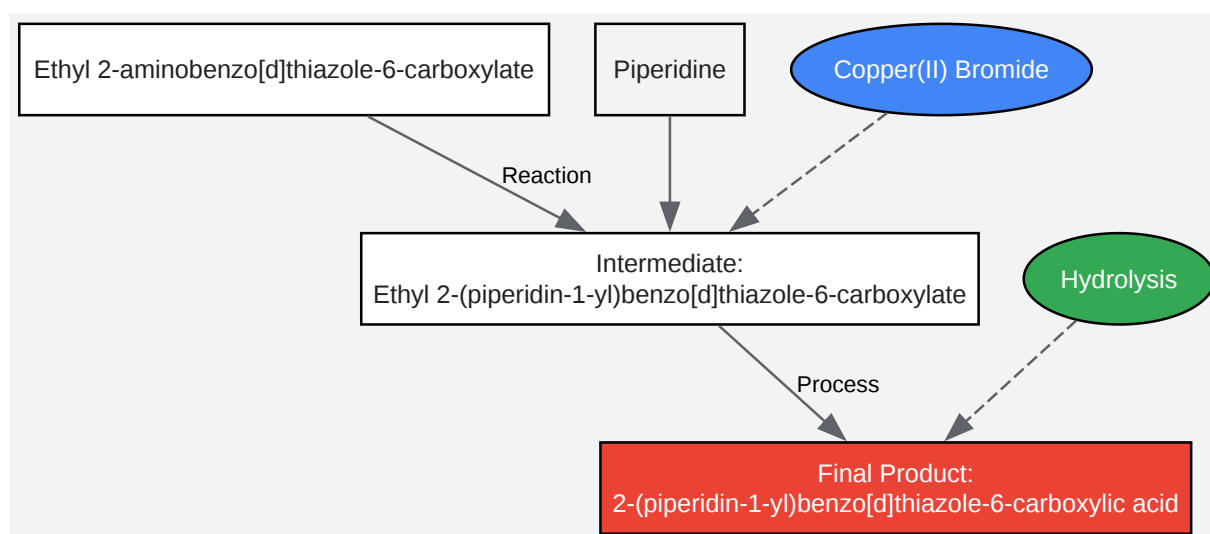 Ethyl 2-aminobenzo[d]thiazole-6-carboxylate
Piperidine
Copper(II) Bromide
Reaction
Intermediate:
Ethyl 2-(piperidin-1-yl)benzo[d]thiazole-6-carboxylate
Hydrolysis
Process
Final Product:
2-(piperidin-1-yl)benzo[d]thiazole-6-carboxylic acid